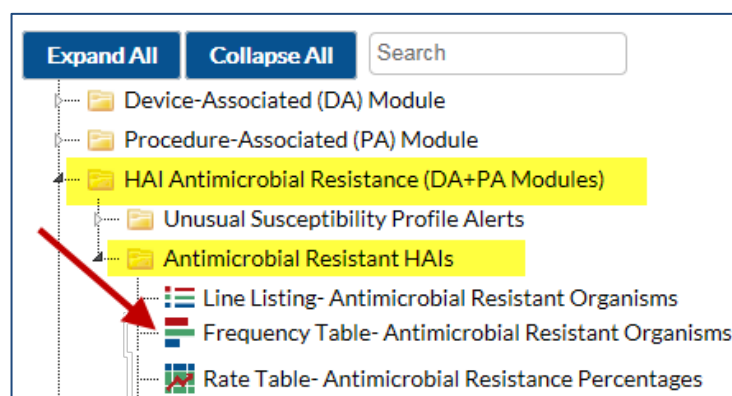 Expand All Collapse All Search
Device-Associated (DA) Module
Procedure-Associated (PA) Module
HAI Antimicrobial Resistance (DA+PA Modules)
Unusual Susceptibility Profile Alerts
Antimicrobial Resistant HAIs
Line Listing- Antimicrobial Resistant Organisms
Frequency Table- Antimicrobial Resistant Organisms
Rate Table- Antimicrobial Resistance Percentages